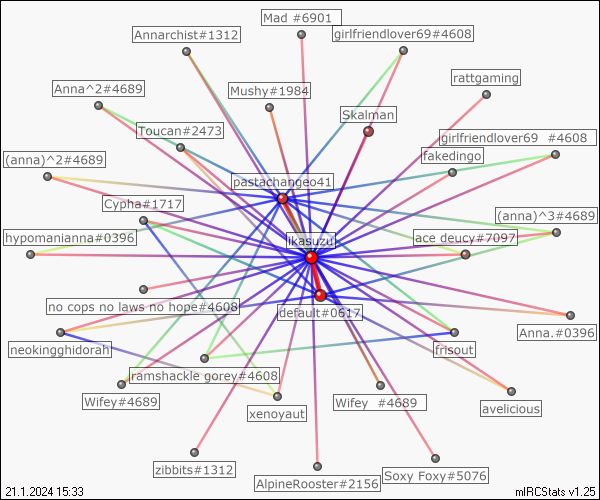 Mad #6901
Annarchist#1312
girlfriendlover69#4608
rattgaming
Anna^2#4689
Mushy#1984
Skalman
Toucan#2473
girlfriendlover69  #4608
(anna)^2#4689
fakedingo
pastachangeo41
Cypha#1717
(anna)^3#4689
hypomananna#0396
likasuzul
ace deucy#7097
no cops no laws no hope#4608
default#0617
Anna.#0396
neokingghidorah
frisout
ramshackle gorey#4608
Wifey#4689
xenoyaut
Wifey  #4689
avelicious
zibbits#1312
AlpineRooster#2156
Soxy Foxy#5076
21.1.2024 15:33
mIRCStats v1.25